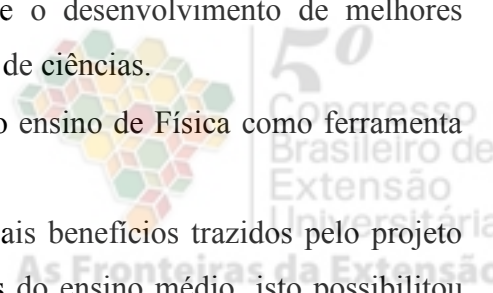 e o desenvolvimento de melhores
de ciências.
5º
Congresso
o ensino de Física como ferramenta
Brasileiro de
Extensão
Universitária
ais benefícios trazidos pelo projeto
As Fronteiras da Extensão
s do ensino médio, isto possibilitou